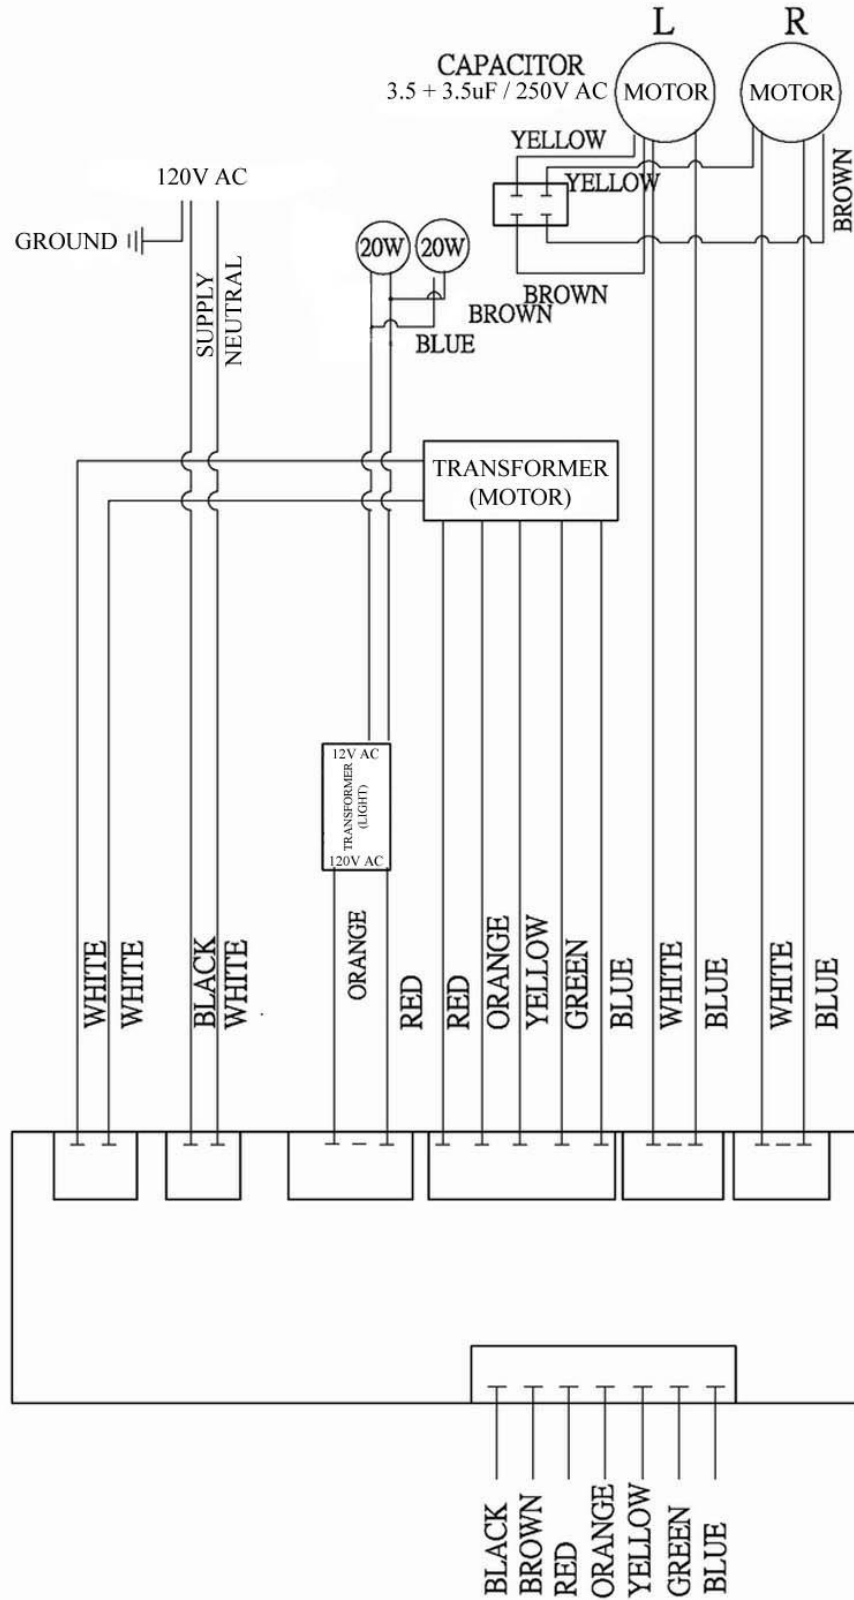 L
R
CAPACITOR
3.5 + 3.5uF / 250V AC
MOTOR
MOTOR
YELLOW
YELLOW
BROWN
120V AC
GROUND
SUPPLY
NEUTRAL
20W
20W
BROWN
BROWN
BLUE
TRANSFORMER
(MOTOR)
12V AC
TRANSFORMER
(LIGHT)
120V AC
WHITE
WHITE
BLACK
WHITE
ORANGE
RED
RED
ORANGE
YELLOW
GREEN
BLUE
WHITE
BLUE
WHITE
BLUE
BLACK
BROWN
RED
ORANGE
YELLOW
GREEN
BLUE